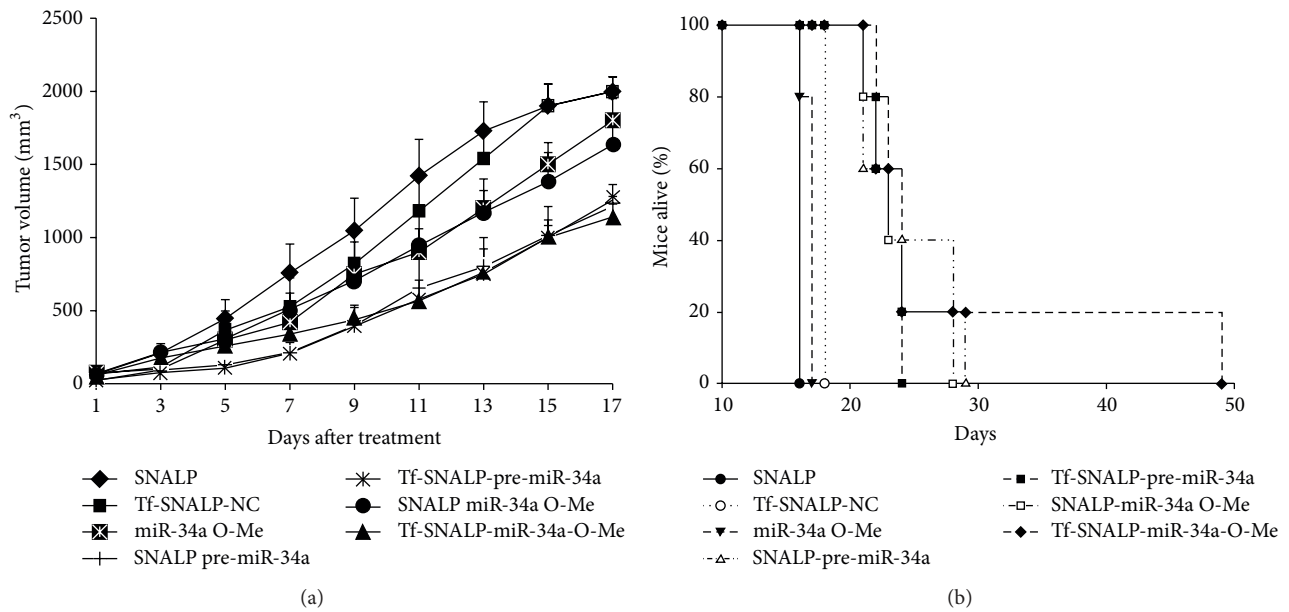 2500
2000
1500
1000
500
0
Tumor volume (mm³)
1 3 5 7 9 11 13 15 17
Days after treatment
SNALP
Tf-SNALP-NC
miR-34a O-Me
SNALP pre-miR-34a
Tf-SNALP-pre-miR-34a
SNALP miR-34a O-Me
Tf-SNALP-miR-34a-O-Me
(a)
100
80
60
40
20
0
Mice alive (%)
10 20 30 40 50
Days
SNALP
Tf-SNALP-NC
miR-34a O-Me
SNALP-pre-miR-34a
Tf-SNALP-pre-miR-34a
SNALP-miR-34a O-Me
Tf-SNALP-miR-34a-O-Me
(b)